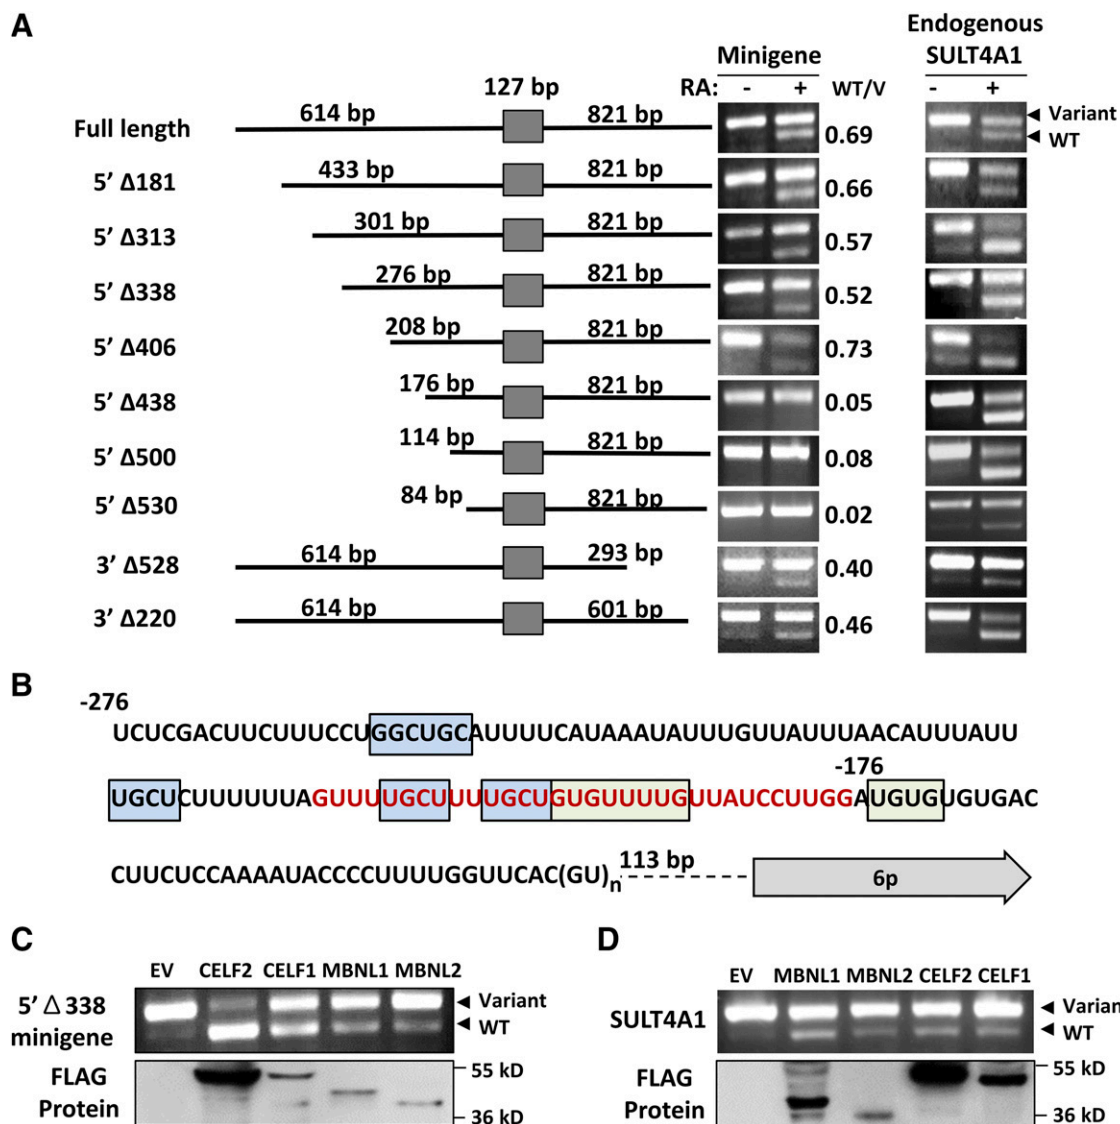 A
Endogenous
Minigene SULT4A1
RA: - + WT/V - +
127 bp
Full length 614 bp 821 bp 0.69 Variant
WT
5' Δ181 433 bp 821 bp 0.66
5' Δ313 301 bp 821 bp 0.57
5' Δ338 276 bp 821 bp 0.52
5' Δ406 208 bp 821 bp 0.73
5' Δ438 176 bp 821 bp 0.05
5' Δ500 114 bp 821 bp 0.08
5' Δ530 84 bp 821 bp 0.02
3' Δ528 614 bp 293 bp 0.40
3' Δ220 614 bp 601 bp 0.46
B
-276
UCUCGACUUCUUUCCUGGCUGCAUUUUCAUAAAUAUUUGUUAUUUAACAUUUAUU
-176
UGCUCUUUUUUAGUUUUGCUUUUGCUGUGUUUUGUUAUCCUUGGAUGUGUGUGAC
CUUCUCCAAAAUACCCCUUUUGGUUCAC(GU)n 113 bp 6p
C
EV CELF2 CELF1 MBNL1 MBNL2
5' Δ 338 minigene Variant
WT
FLAG Protein 55 kD
36 kD
D
EV MBNL1 MBNL2 CELF2 CELF1
SULT4A1 Varian
WT
FLAG Protein 55 kD
36 kD